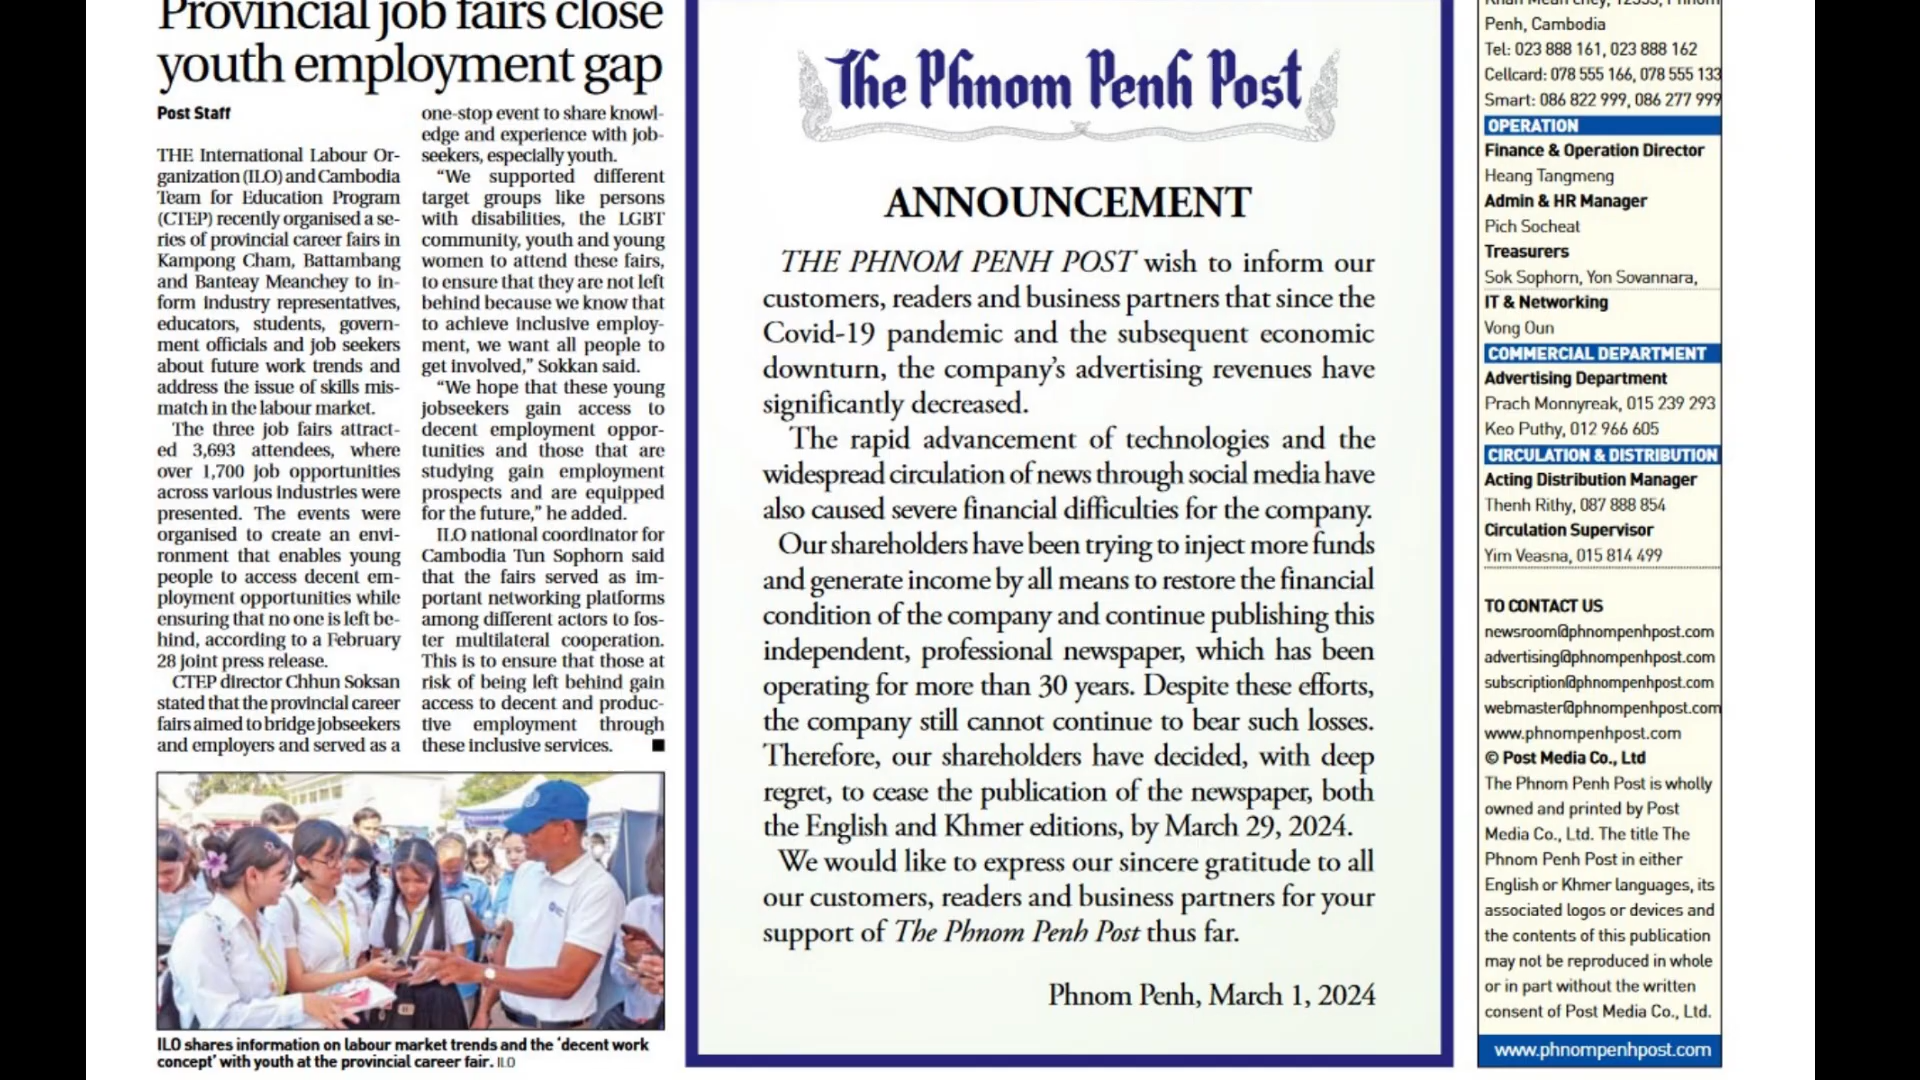 Provincial job fairs close
youth employment gap
Post Staff
THE International Labour Or-
ganization (ILO) and Cambodia
Team for Education Program
(CTEP) recently organised a se-
ries of provincial career fairs in
Kampong Cham, Battambang
and Banteay Meanchey to in-
form industry representatives,
educators, students, govern-
ment officials and job seekers
about future work trends and
address the issue of skills mis-
match in the labour market.
The three job fairs attract-
ed 3,693 attendees, where
over 1,700 job opportunities
across various industries were
presented. The events were
organised to create an envi-
ronment that enables young
people to access decent em-
ployment opportunities while
ensuring that no one is left be-
hind, according to a February
28 joint press release.
CTEP director Chhun Soksan
stated that the provincial career
fairs aimed to bridge jobseekers
and employers and served as a
one-stop event to share knowl-
edge and experience with job-
seekers, especially youth.
“We supported different
target groups like persons
with disabilities, the LGBT
community, youth and young
women to attend these fairs,
to ensure that they are not left
behind because we know that
to achieve inclusive employ-
ment, we want all people to
get involved,” Sokkan said.
“We hope that these young
jobseekers gain access to
decent employment oppor-
tunities and those that are
studying gain employment
prospects and are equipped
for the future,” he added.
ILO national coordinator for
Cambodia Tun Sophorn said
that the fairs served as im-
portant networking platforms
among different actors to fos-
ter multilateral cooperation.
This is to ensure that those at
risk of being left behind gain
access to decent and produc-
tive employment through
these inclusive services.
ILO shares information on labour market trends and the ‘decent work
concept’ with youth at the provincial career fair. ILO
The Phnom Penh Post
ANNOUNCEMENT
THE PHNOM PENH POST wish to inform our
customers, readers and business partners that since the
Covid-19 pandemic and the subsequent economic
downturn, the company’s advertising revenues have
significantly decreased.
The rapid advancement of technologies and the
widespread circulation of news through social media have
also caused severe financial difficulties for the company.
Our shareholders have been trying to inject more funds
and generate income by all means to restore the financial
condition of the company and continue publishing this
independent, professional newspaper, which has been
operating for more than 30 years. Despite these efforts,
the company still cannot continue to bear such losses.
Therefore, our shareholders have decided, with deep
regret, to cease the publication of the newspaper, both
the English and Khmer editions, by March 29, 2024.
We would like to express our sincere gratitude to all
our customers, readers and business partners for your
support of The Phnom Penh Post thus far.
Phnom Penh, March 1, 2024
Khan Mean Chey, 12353, Phnom
Penh, Cambodia
Tel: 023 888 161, 023 888 162
Cellcard: 078 555 166, 078 555 133
Smart: 086 822 999, 086 277 999
OPERATION
Finance & Operation Director
Heang Tangmeng
Admin & HR Manager
Pich Socheat
Treasurers
Sok Sophorn, Yon Sovannara,
IT & Networking
Vong Oun
COMMERCIAL DEPARTMENT
Advertising Department
Prach Monnyreak, 015 239 293
Keo Puthy, 012 966 605
CIRCULATION & DISTRIBUTION
Acting Distribution Manager
Thenh Rithy, 087 888 854
Circulation Supervisor
Yim Veasna, 015 814 499
TO CONTACT US
newsroom@phnompenhpost.com
advertising@phnompenhpost.com
subscription@phnompenhpost.com
webmaster@phnompenhpost.com
www.phnompenhpost.com
© Post Media Co., Ltd
The Phnom Penh Post is wholly
owned and printed by Post
Media Co., Ltd. The title The
Phnom Penh Post in either
English or Khmer languages, its
associated logos or devices and
the contents of this publication
may not be reproduced in whole
or in part without the written
consent of Post Media Co., Ltd.
www.phnompenhpost.com